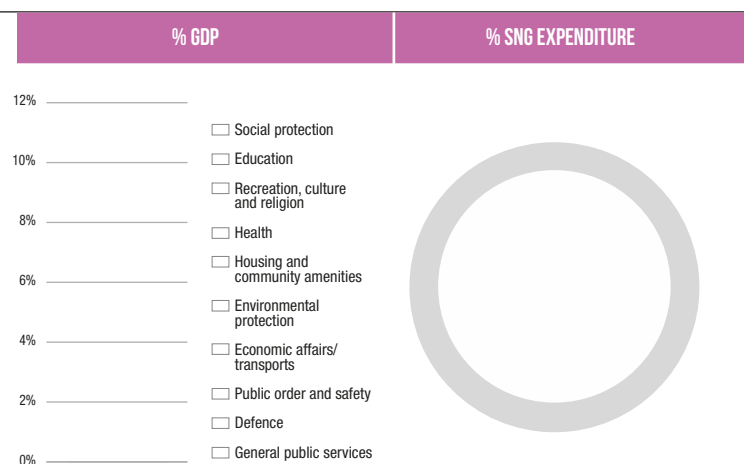 % GDP
% SNG EXPENDITURE
12%
10%
8%
6%
4%
2%
0%
Social protection
Education
Recreation, culture
and religion
Health
Housing and
community amenities
Environmental
protection
Economic affairs/
transports
Public order and safety
Defence
General public services